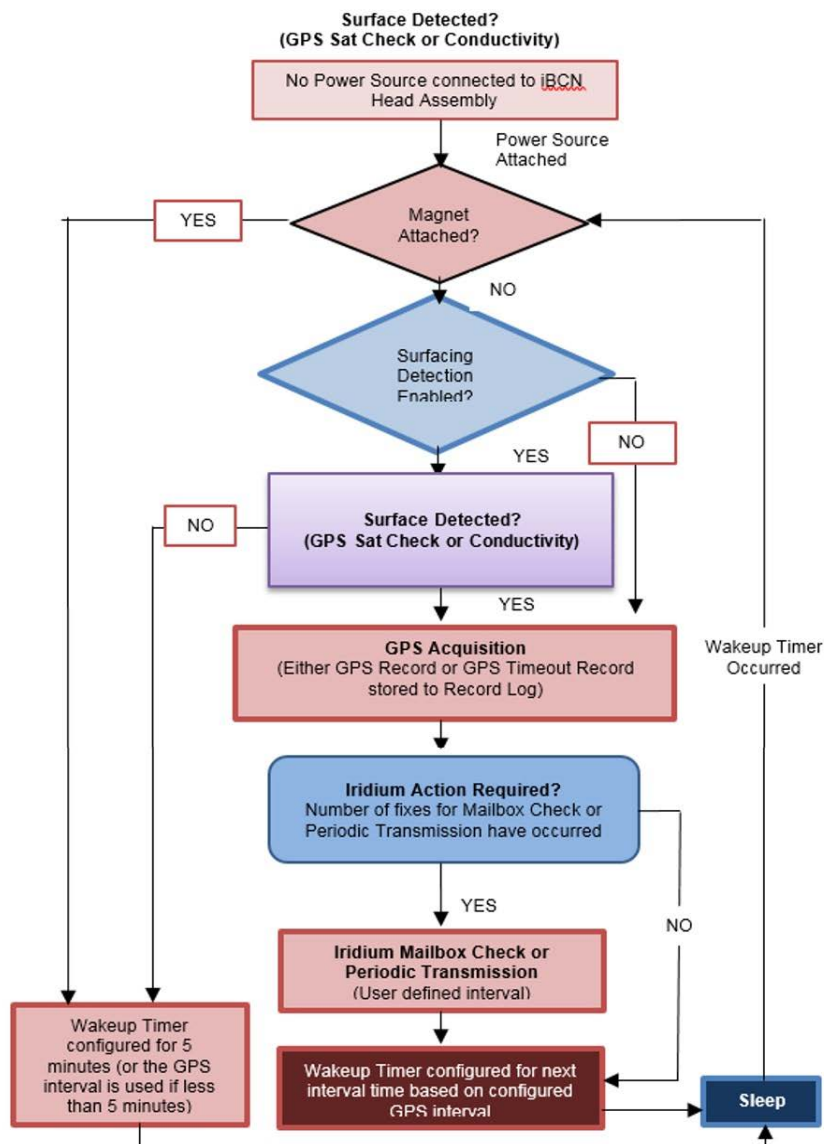 Surface Detected?
(GPS Sat Check or Conductivity)
No Power Source connected to iBCN
Head Assembly
Power Source
Attached
YES
Magnet
Attached?
NO
Surfacing
Detection
Enabled?
NO
YES
NO
Surface Detected?
(GPS Sat Check or Conductivity)
YES
GPS Acquisition
(Either GPS Record or GPS Timeout Record
stored to Record Log)
Wakeup Timer
Occurred
Iridium Action Required?
Number of fixes for Mailbox Check or
Periodic Transmission have occurred
YES
NO
Iridium Mailbox Check or
Periodic Transmission
(User defined interval)
Wakeup Timer
configured for 5
minutes (or the GPS
interval is used if less
than 5 minutes)
Wakeup Timer configured for next
interval time based on configured
GPS interval
Sleep